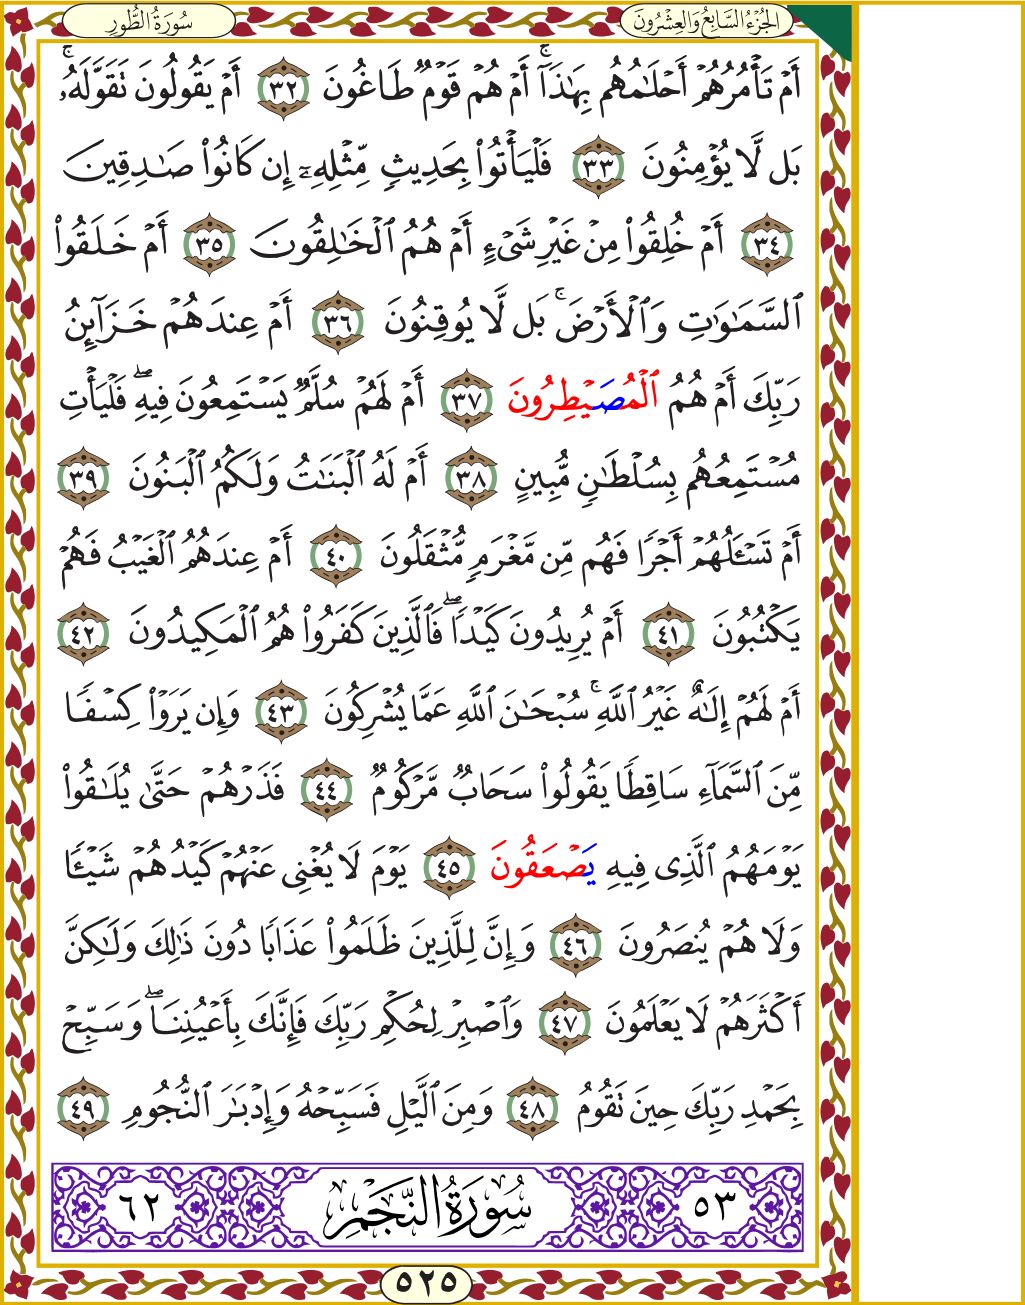 الجُزْءُ السَّابِعُ وَالعِشْرُونَ
سُورَةُ الطُّورِ
أَمۡ تَأۡمُرُهُمۡ أَحۡلَٰمُهُم بِهَٰذَآۚ أَمۡ هُمۡ قَوۡمٞ طَاغُونَ ٣٢ أَمۡ يَقُولُونَ تَقَوَّلَهُۥۚ
بَل لَّا يُؤۡمِنُونَ ٣٣ فَلۡيَأۡتُواْ بِحَدِيثٖ مِّثۡلِهِۦٓ إِن كَانُواْ صَٰدِقِينَ
٣٤ أَمۡ خُلِقُواْ مِنۡ غَيۡرِ شَيۡءٍ أَمۡ هُمُ ٱلۡخَٰلِقُونَ ٣٥ أَمۡ خَلَقُواْ
ٱلسَّمَٰوَٰتِ وَٱلۡأَرۡضَۚ بَل لَّا يُوقِنُونَ ٣٦ أَمۡ عِندَهُمۡ خَزَآئِنُ
رَبِّكَ أَمۡ هُمُ ٱلۡمُصَيۡطِرُونَ ٣٧ أَمۡ لَهُمۡ سُلَّمٞ يَسۡتَمِعُونَ فِيهِۖ فَلۡيَأۡتِ
مُسۡتَمِعُهُم بِسُلۡطَٰنٖ مُّبِينٍ ٣٨ أَمۡ لَهُ ٱلۡبَنَٰتُ وَلَكُمُ ٱلۡبَنُونَ ٣٩
أَمۡ تَسۡـَٔلُهُمۡ أَجۡرٗا فَهُم مِّن مَّغۡرَمٖ مُّثۡقَلُونَ ٤٠ أَمۡ عِندَهُمُ ٱلۡغَيۡبُ فَهُمۡ
يَكۡتُبُونَ ٤١ أَمۡ يُرِيدُونَ كَيۡدٗاۖ فَٱلَّذِينَ كَفَرُواْ هُمُ ٱلۡمَكِيدُونَ ٤٢
أَمۡ لَهُمۡ إِلَٰهٌ غَيۡرُ ٱللَّهِۚ سُبۡحَٰنَ ٱللَّهِ عَمَّا يُشۡرِكُونَ ٤٣ وَإِن يَرَوۡاْ كِسۡفٗا
مِّنَ ٱلسَّمَآءِ سَاقِطٗا يَقُولُواْ سَحَابٞ مَّرۡكُومٞ ٤٤ فَذَرۡهُمۡ حَتَّىٰ يُلَٰقُواْ
يَوۡمَهُمُ ٱلَّذِي فِيهِ يَصۡعَقُونَ ٤٥ يَوۡمَ لَا يُغۡنِي عَنۡهُمۡ كَيۡدُهُمۡ شَيۡـٔٗا
وَلَا هُمۡ يُنصَرُونَ ٤٦ وَإِنَّ لِلَّذِينَ ظَلَمُواْ عَذَابٗا دُونَ ذَٰلِكَ وَلَٰكِنَّ
أَكۡثَرَهُمۡ لَا يَعۡلَمُونَ ٤٧ وَٱصۡبِرۡ لِحُكۡمِ رَبِّكَ فَإِنَّكَ بِأَعۡيُنِنَاۖ وَسَبِّحۡ
بِحَمۡدِ رَبِّكَ حِينَ تَقُومُ ٤٨ وَمِنَ ٱلَّيۡلِ فَسَبِّحۡهُ وَإِدۡبَٰرَ ٱلنُّجُومِ ٤٩
٥٣ سُورَةُ النَّجۡمِ ٦٢
٥٢٥